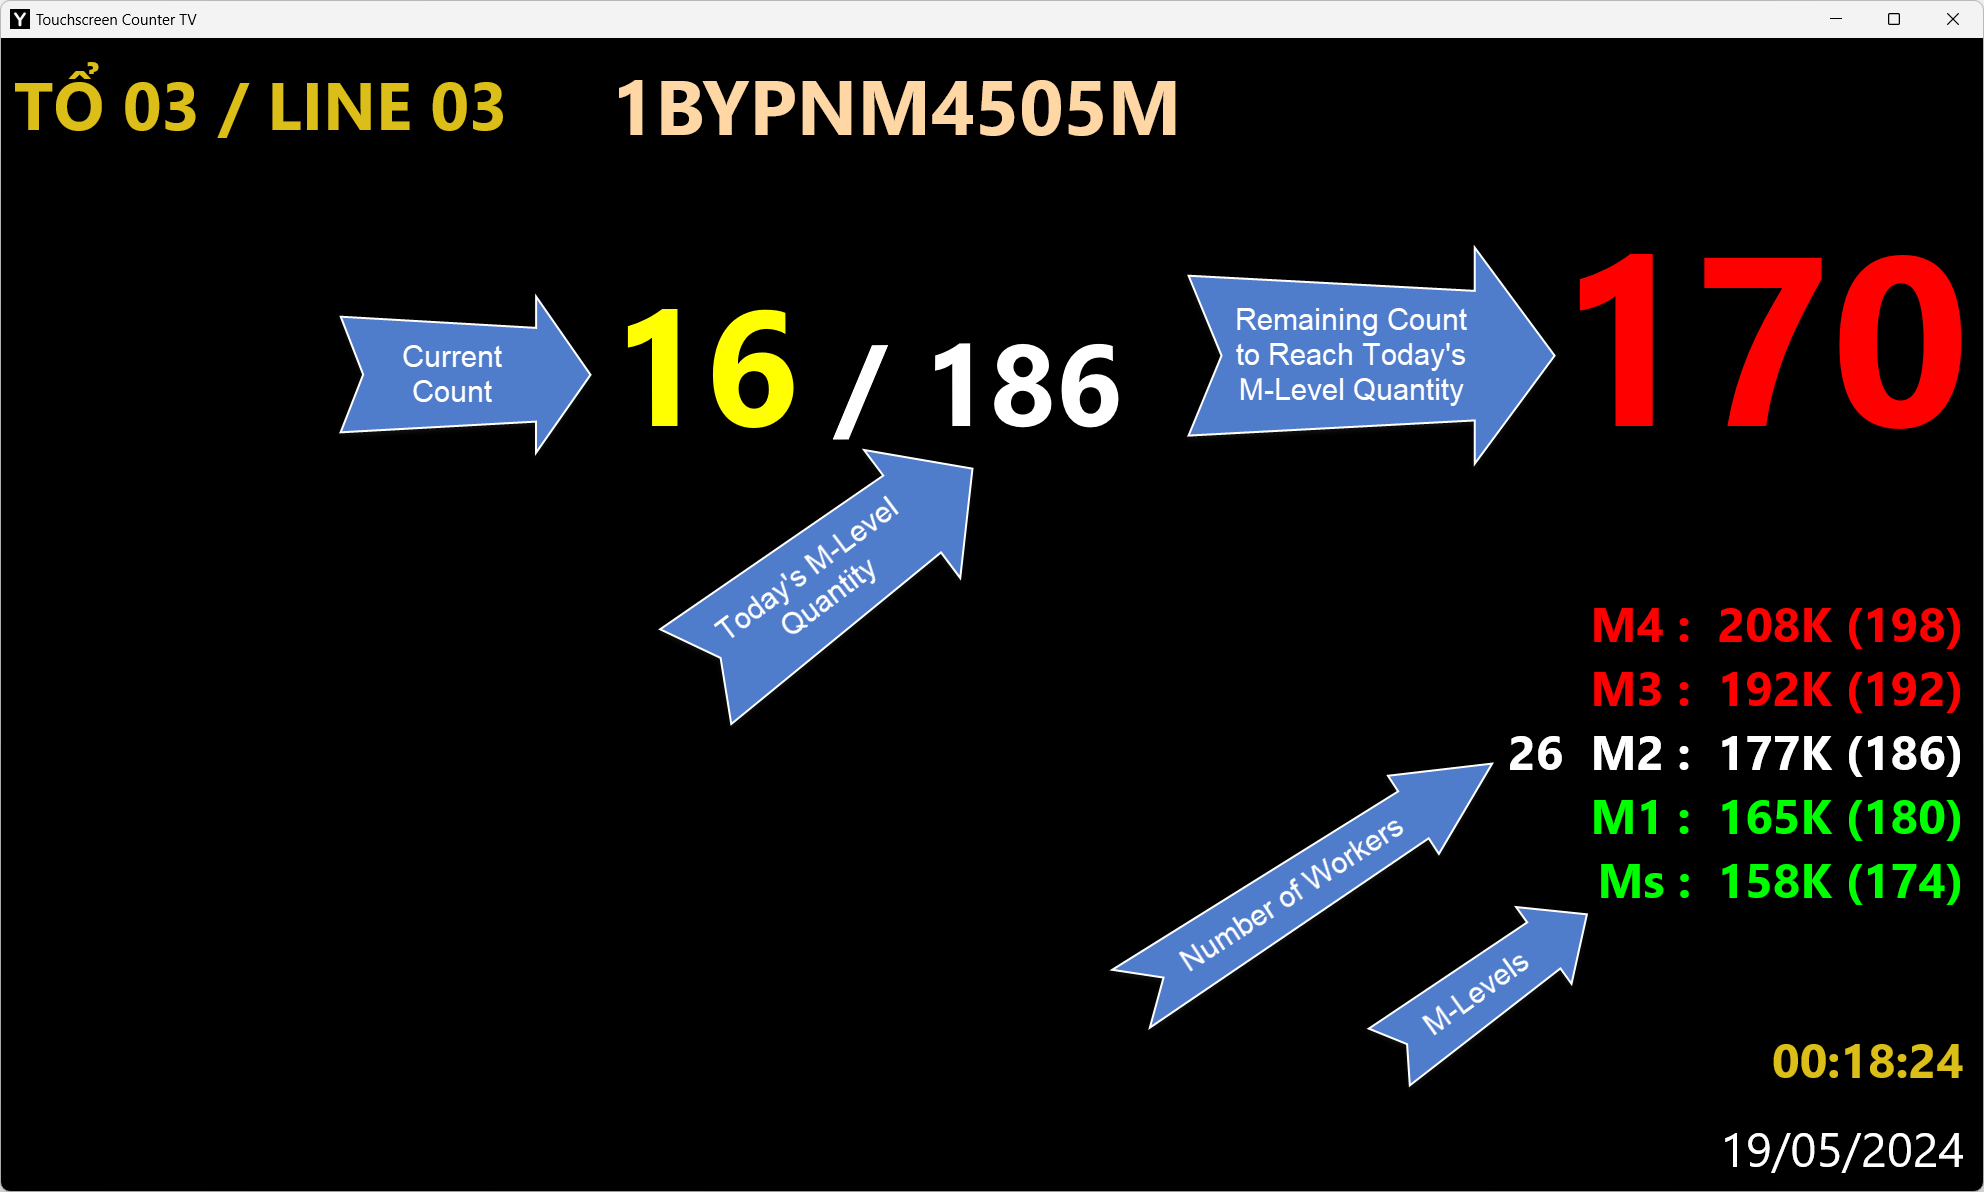 Touchscreen Counter TV
TỔ 03 / LINE 03
1BYPNM4505M
Current
Count
16 / 186
Remaining Count
to Reach Today's
M-Level Quantity
170
Today's M-Level
Quantity
M4 : 208K (198)
M3 : 192K (192)
26 M2 : 177K (186)
M1 : 165K (180)
Ms : 158K (174)
Number of Workers
M-Levels
00:18:24
19/05/2024